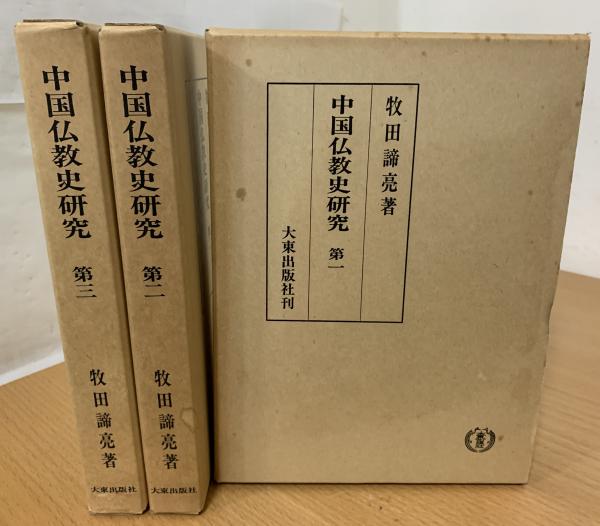 中国仏教史研究 第三 牧田諦亮著
大東出版社
中国仏教史研究 第二 牧田諦亮著
大東出版社
牧田諦亮著
中国仏教史研究 第一
大東出版社刊